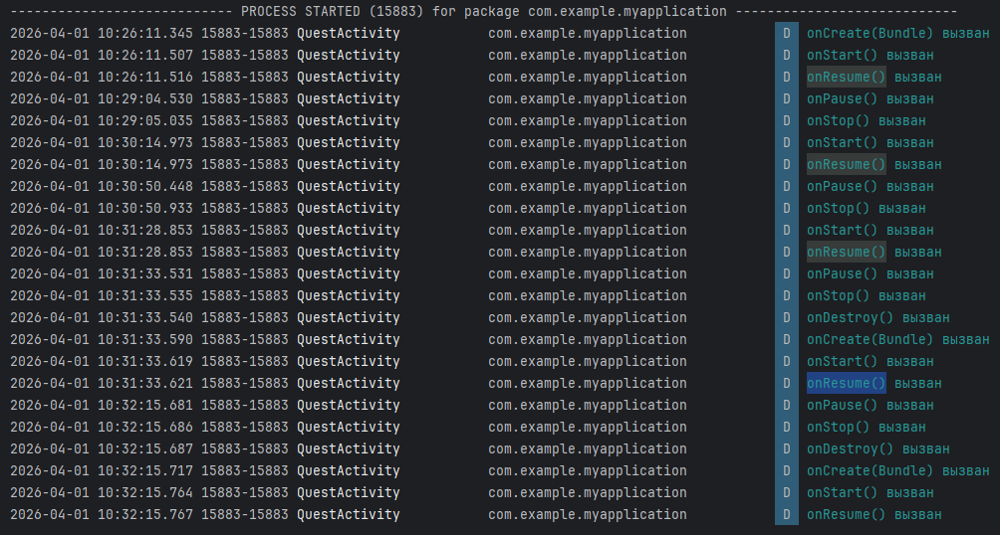 ---------------------------- PROCESS STARTED (15883) for package com.example.myapplication ----------------------------
2026-04-01 10:26:11.345 15883-15883 QuestActivity com.example.myapplication D onCreate(Bundle) вызван
2026-04-01 10:26:11.507 15883-15883 QuestActivity com.example.myapplication D onStart() вызван
2026-04-01 10:26:11.516 15883-15883 QuestActivity com.example.myapplication D onResume() вызван
2026-04-01 10:29:04.530 15883-15883 QuestActivity com.example.myapplication D onPause() вызван
2026-04-01 10:29:05.035 15883-15883 QuestActivity com.example.myapplication D onStop() вызван
2026-04-01 10:30:14.973 15883-15883 QuestActivity com.example.myapplication D onStart() вызван
2026-04-01 10:30:14.973 15883-15883 QuestActivity com.example.myapplication D onResume() вызван
2026-04-01 10:30:50.448 15883-15883 QuestActivity com.example.myapplication D onPause() вызван
2026-04-01 10:30:50.933 15883-15883 QuestActivity com.example.myapplication D onStop() вызван
2026-04-01 10:31:28.853 15883-15883 QuestActivity com.example.myapplication D onStart() вызван
2026-04-01 10:31:28.853 15883-15883 QuestActivity com.example.myapplication D onResume() вызван
2026-04-01 10:31:33.531 15883-15883 QuestActivity com.example.myapplication D onPause() вызван
2026-04-01 10:31:33.535 15883-15883 QuestActivity com.example.myapplication D onStop() вызван
2026-04-01 10:31:33.540 15883-15883 QuestActivity com.example.myapplication D onDestroy() вызван
2026-04-01 10:31:33.590 15883-15883 QuestActivity com.example.myapplication D onCreate(Bundle) вызван
2026-04-01 10:31:33.619 15883-15883 QuestActivity com.example.myapplication D onStart() вызван
2026-04-01 10:31:33.621 15883-15883 QuestActivity com.example.myapplication D onResume() вызван
2026-04-01 10:32:15.681 15883-15883 QuestActivity com.example.myapplication D onPause() вызван
2026-04-01 10:32:15.686 15883-15883 QuestActivity com.example.myapplication D onStop() вызван
2026-04-01 10:32:15.687 15883-15883 QuestActivity com.example.myapplication D onDestroy() вызван
2026-04-01 10:32:15.717 15883-15883 QuestActivity com.example.myapplication D onCreate(Bundle) вызван
2026-04-01 10:32:15.764 15883-15883 QuestActivity com.example.myapplication D onStart() вызван
2026-04-01 10:32:15.767 15883-15883 QuestActivity com.example.myapplication D onResume() вызван